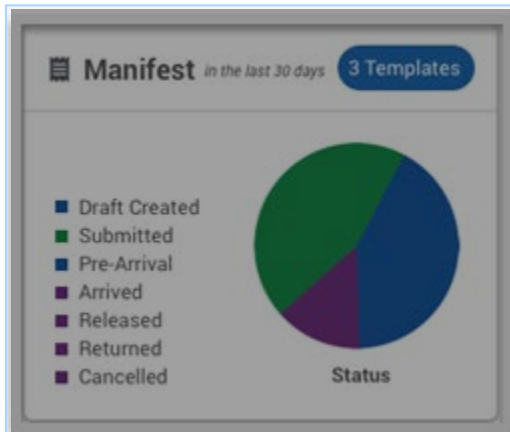 Manifest in the last 30 days 3 Templates
Draft Created
Submitted
Pre-Arrival
Arrived
Released
Returned
Cancelled
Status